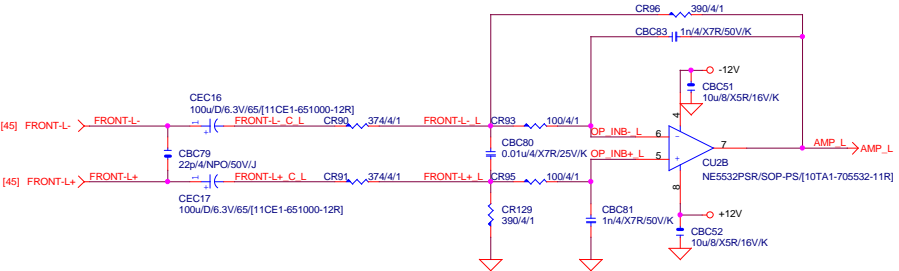 CR96
390/4/1
CBC83
1n/4/X7R/50V/K
-12V
CBC51
10u/8/X5R/16V/K
CEC16
100u/D/6.3V/65/[11CE1-651000-12R]
[45] FRONT-L-
FRONT-L-
1
+
FRONT-L-_C_L
CR90
374/4/1
FRONT-L-_L
CR93
100/4/1
OP_INB-_L
6
4
7
AMP_L
AMP_L
CBC79
22p/4/NPO/50V/J
CBC80
0.01u/4/X7R/25V/K
OP_INB+_L
5
-
+
CU2B
NE5532PSR/SOP-PS/[10TA1-705532-11R]
[45] FRONT-L+
FRONT-L+
1
+
FRONT-L+_C_L
CR91
374/4/1
FRONT-L+_L
CR95
100/4/1
8
CEC17
100u/D/6.3V/65/[11CE1-651000-12R]
CR129
390/4/1
CBC81
1n/4/X7R/50V/K
+12V
CBC52
10u/8/X5R/16V/K